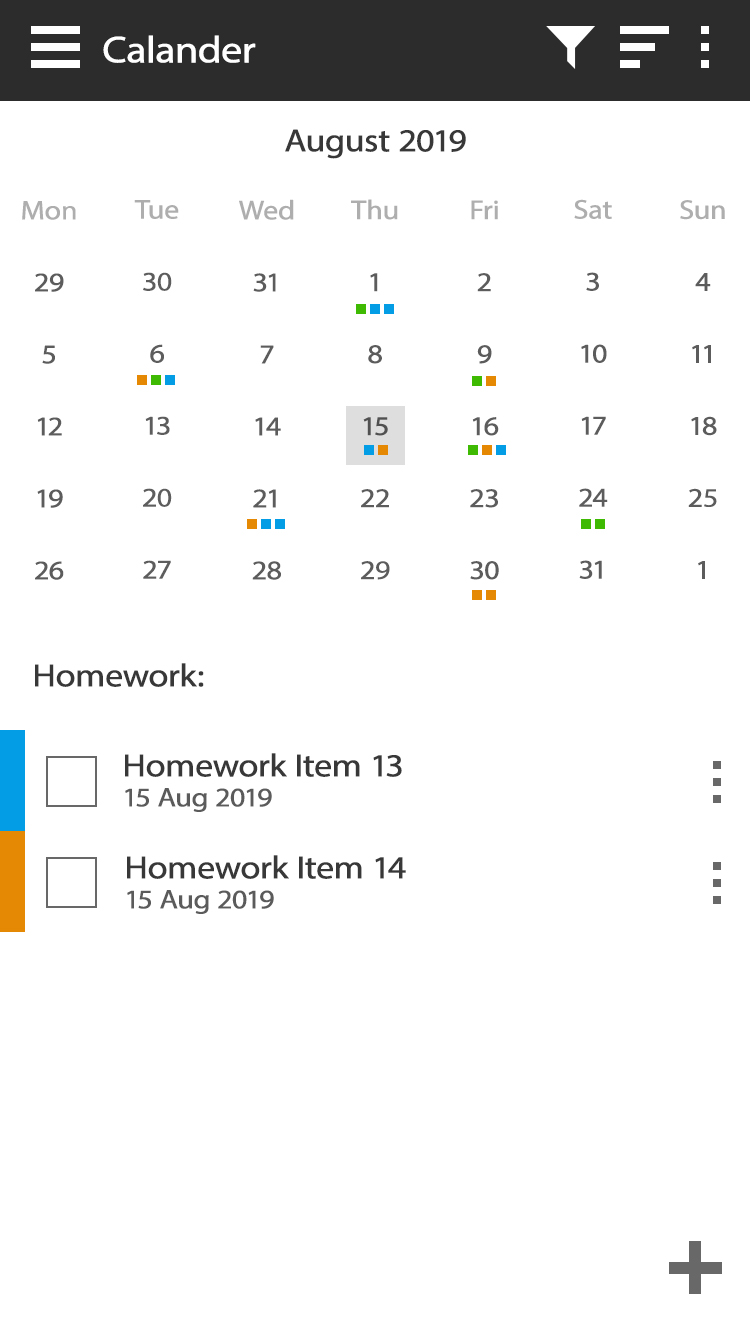 Calander
August 2019
Mon Tue Wed Thu Fri Sat Sun
29 30 31 1 2 3 4
5 6 7 8 9 10 11
12 13 14 15 16 17 18
19 20 21 22 23 24 25
26 27 28 29 30 31 1
Homework:
Homework Item 13
15 Aug 2019
Homework Item 14
15 Aug 2019